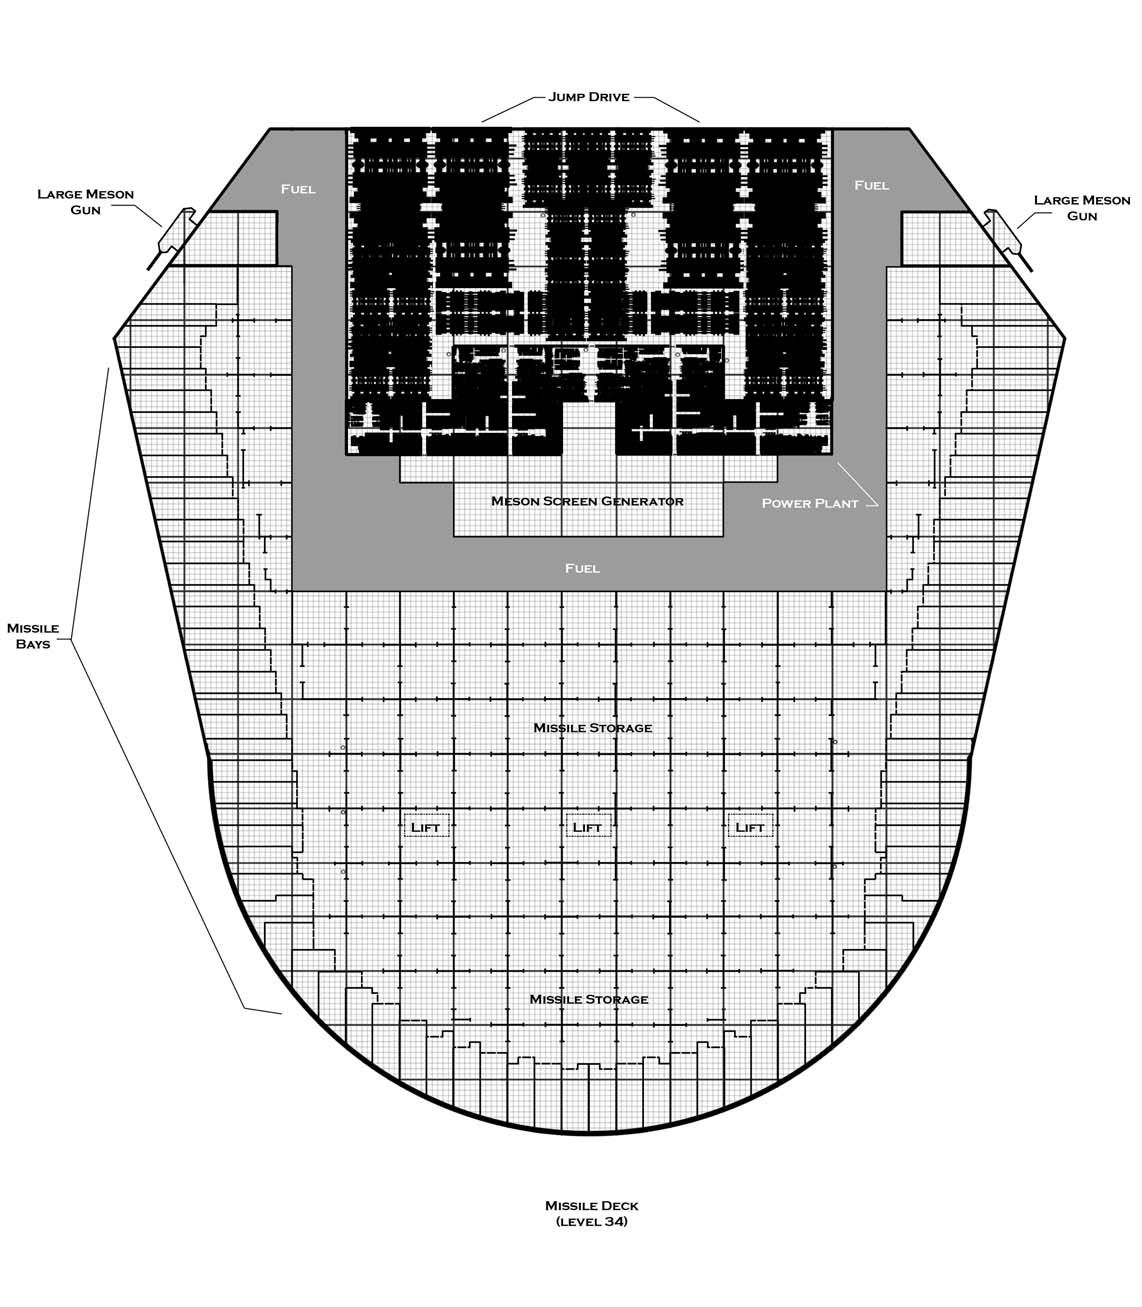 Jump Drive
Fuel
Fuel
Large Meson
Gun
Large Meson
Gun
Meson Screen Generator
Power Plant
Fuel
Missile
Bays
Missile Storage
Lift
Lift
Lift
Missile Storage
Missile Deck
(level 34)